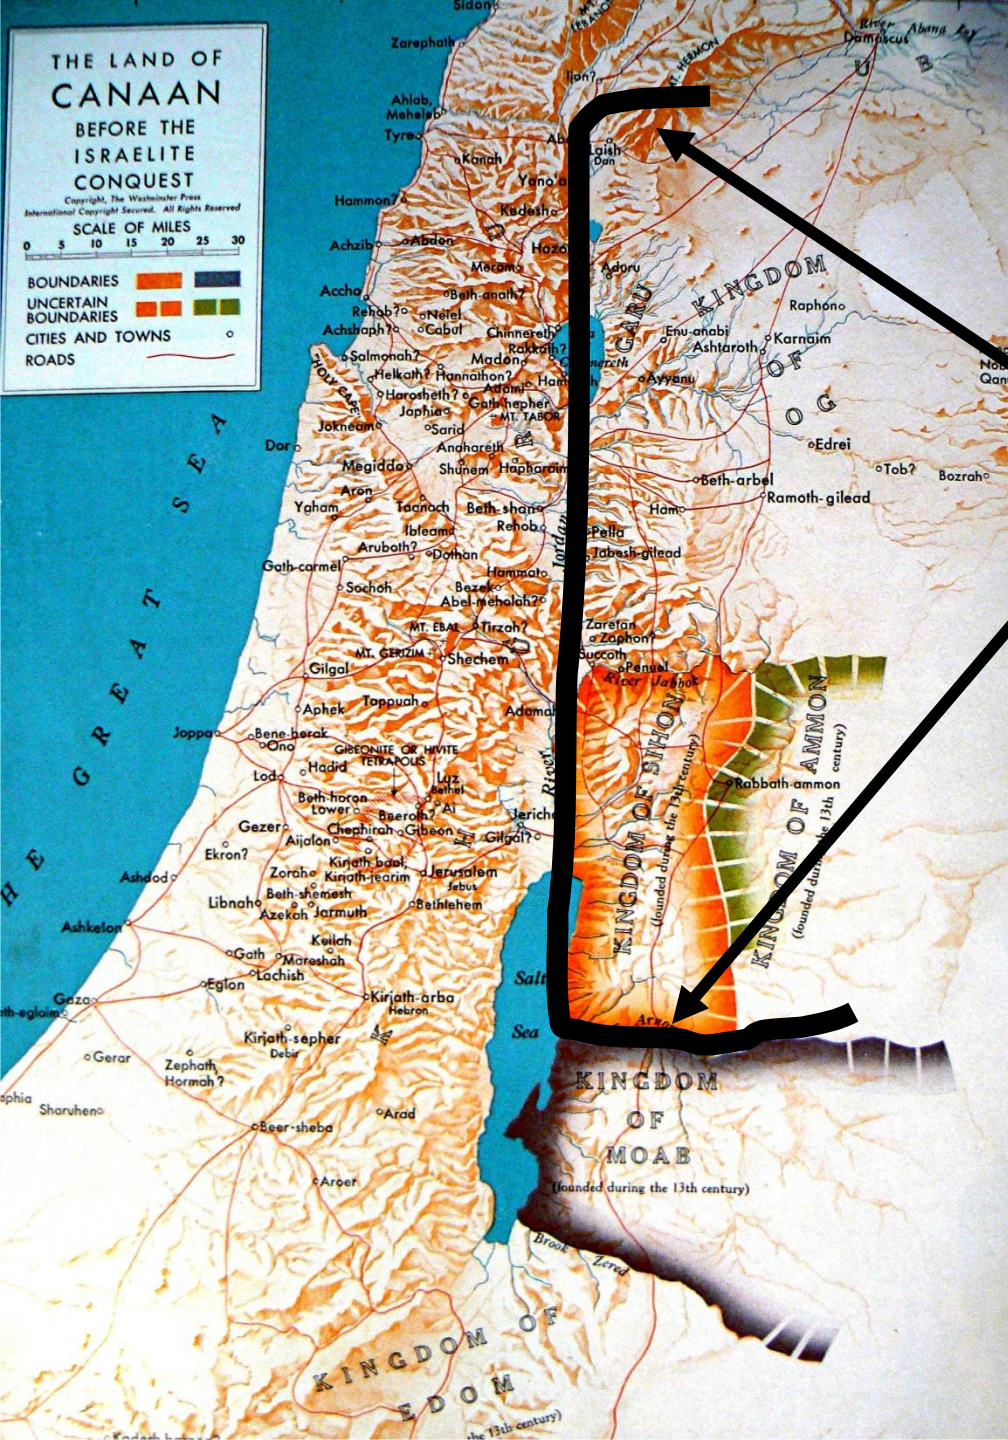 THE LAND OF
CANAAN
BEFORE THE
ISRAELITE
CONQUEST
Copyright, The Westminster Press
International Copyright Secured. All Rights Reserved
SCALE OF MILES
0 5 10 15 20 25 30
BOUNDARIES
UNCERTAIN
BOUNDARIES
CITIES AND TOWNS
ROADS
Sidon
Zarephath
Ijon?
MT. HERMON
River Abana
Damascus
U B
Ahlab,
Meheleb
Tyre
Kanah
Laish
Dan
Yano'a
Hammon?
Kedesh
Achzib
Abdon
Hazo
Merom
Aduru
KINGDOM
OF
OG
GARU
Accho
Beth-anath?
Raphon
Rehob?
Neiel
Achshaph?
Cabul
Chinnereth
Rakkath?
Madon
Enu-anabi
Ashtaroth
Karnaim
Salmonah?
"HOLY CAPE"
Helkath?
Hannathon?
Adami
Ham
Ayyanu
Harosheth?
Gath-hepher
Japhia
MT. TABOR
Jokneam
Sarid
Dor
Anahareth
Edrei
Megiddo
Shunem
Hapharaim
Tob?
Bozrah
Beth-arbel
Aron
Yaham
Taanach
Beth-shan
Ham
Ramoth-gilead
Rehob
Ibleam
Pella
Aruboth?
Dothan
Jabesh-gilead
Gath-carmel
Hammat
Jordan
Sochoh
Bezek
Abel-meholah?
MT. EBAL
Tirzah?
Zaretan
Zaphon?
MT. GERIZIM
Shechem
Succoth
Penuel
River Jabbok
Gilgal
Tappuah
Aphek
Adamah
Joppa
Bene-berak
Ono
GIBEONITE OR HIVITE
TETRAPOLIS
Hadid
Lod
Luz
Bethel
Ai
River
Rabbath-ammon
Beth-horon
Lower
Beeroth?
Jericho
Gezer
Chephirah
Gibeon
Gilgal?
Aijalon
Ekron?
Kirjath-baal,
Kirjath-jearim
Zorah
Jerusalem
Jebus
Ashdod
Beth-shemesh
Libnah
Azekah
Jarmuth
Bethlehem
Ashkelon
Keilah
Gath
Mareshah
Lachish
Eglon
Salt
Sea
Gaza
Kirjath-arba
Hebron
Kirjath-sepher
Debir
Gerar
Zephath,
Hormah?
Sharuhen
Arad
Beer-sheba
Aroer
THE GREAT SEA
KINGDOM OF SIHON
(founded during the 13th century)
KINGDOM OF AMMON
KINGDOM
OF
MOAB
(founded during the 13th century)
Brook Zered
KINGDOM OF
EDOM
the 13th century)